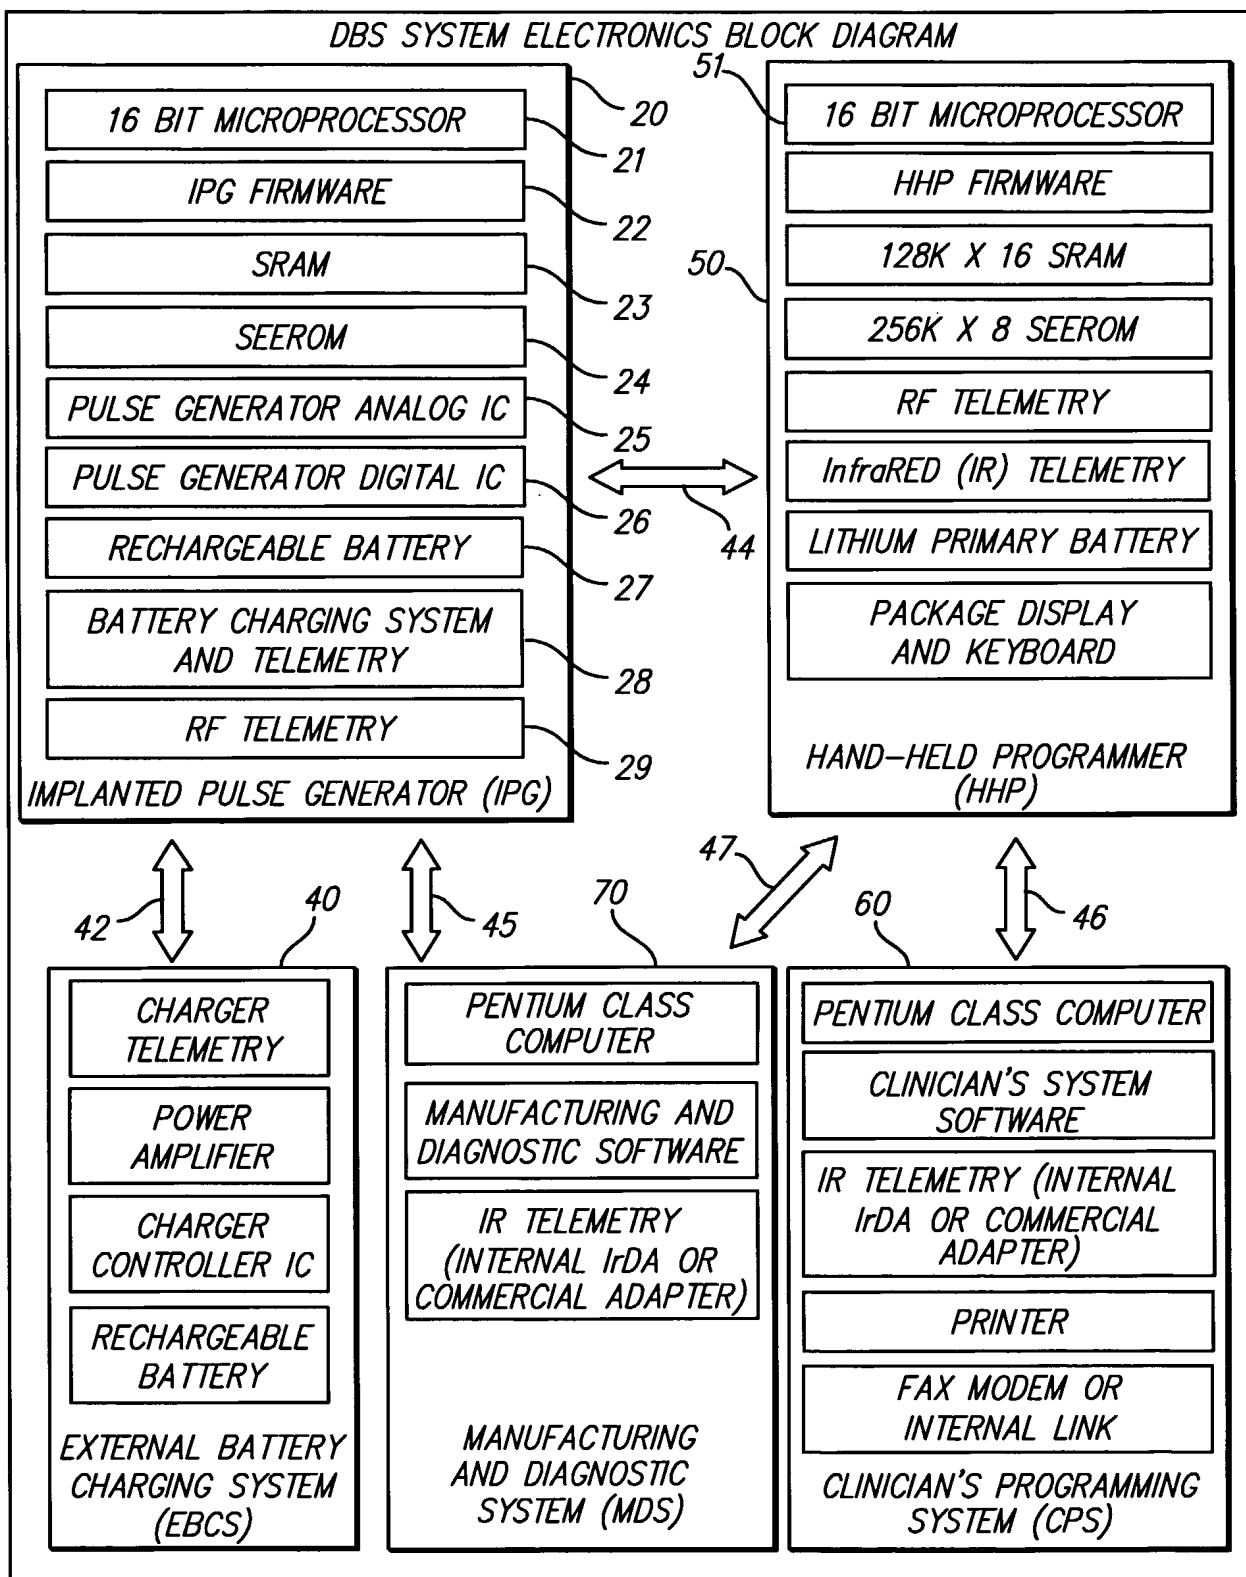 DBS SYSTEM ELECTRONICS BLOCK DIAGRAM
20
16 BIT MICROPROCESSOR
21
IPG FIRMWARE
22
SRAM
23
SEEROM
24
PULSE GENERATOR ANALOG IC
25
PULSE GENERATOR DIGITAL IC
26
RECHARGEABLE BATTERY
27
BATTERY CHARGING SYSTEM
AND TELEMETRY
28
RF TELEMETRY
29
IMPLANTED PULSE GENERATOR (IPG)
44
51
16 BIT MICROPROCESSOR
HHP FIRMWARE
50
128K X 16 SRAM
256K X 8 SEEROM
RF TELEMETRY
InfraRED (IR) TELEMETRY
LITHIUM PRIMARY BATTERY
PACKAGE DISPLAY
AND KEYBOARD
HAND-HELD PROGRAMMER
(HHP)
42
45
47
46
40
CHARGER
TELEMETRY
POWER
AMPLIFIER
CHARGER
CONTROLLER IC
RECHARGEABLE
BATTERY
EXTERNAL BATTERY
CHARGING SYSTEM
(EBCS)
70
PENTIUM CLASS
COMPUTER
MANUFACTURING AND
DIAGNOSTIC SOFTWARE
IR TELEMETRY
(INTERNAL IrDA OR
COMMERCIAL ADAPTER)
MANUFACTURING
AND DIAGNOSTIC
SYSTEM (MDS)
60
PENTIUM CLASS COMPUTER
CLINICIAN'S SYSTEM
SOFTWARE
IR TELEMETRY (INTERNAL
IrDA OR COMMERCIAL
ADAPTER)
PRINTER
FAX MODEM OR
INTERNAL LINK
CLINICIAN'S PROGRAMMING
SYSTEM (CPS)